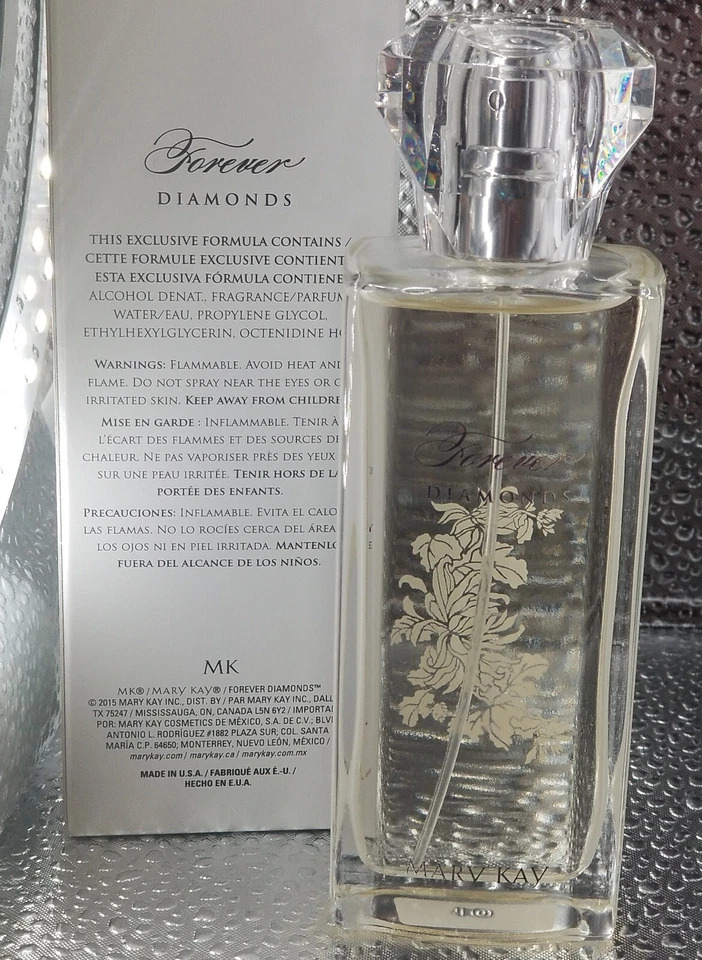 Forever
DIAMONDS
THIS EXCLUSIVE FORMULA CONTAINS /
CETTE FORMULE EXCLUSIVE CONTIENT
ESTA EXCLUSIVA FÓRMULA CONTIENE
ALCOHOL DENAT., FRAGRANCE/PARFUM
WATER/EAU, PROPYLENE GLYCOL,
ETHYLHEXYLGLYCERIN, OCTENIDINE
WARNINGS: FLAMMABLE. AVOID HEAT AND
FLAME. DO NOT SPRAY NEAR THE EYES OR
IRRITATED SKIN. KEEP AWAY FROM CHILDRE
MISE EN GARDE : INFLAMMABLE. TENIR À
L'ÉCART DES FLAMMES ET DES SOURCES D
CHALEUR. NE PAS VAPORISER PRÈS DES YEUX
SUR UNE PEAU IRRITÉE. TENIR HORS DE LA
PORTÉE DES ENFANTS.
PRECAUCIONES: INFLAMABLE. EVITA EL CALO
LAS FLAMAS. NO LO ROCÍES CERCA DEL ÁREA
LOS OJOS NI EN PIEL IRRITADA. MANTENLO
FUERA DEL ALCANCE DE LOS NIÑOS.
MK
MK® / MARY KAY® / FOREVER DIAMONDS™
© 2015 MARY KAY INC., DIST. BY / PAR MARY KAY INC., DALL
TX 75247 / MISSISSAUGA, ON, CANADA L5N 6Y2 / IMPORTA
POR: MARY KAY COSMETICS DE MÉXICO, S.A. DE C.V.; BLV
ANTONIO L. RODRÍGUEZ #1882 PLAZA SUR; COL. SANTA
MARÍA C.P. 64650; MONTERREY, NUEVO LEÓN, MÉXICO /
marykay.com / marykay.ca / marykay.com.mx
MADE IN U.S.A. / FABRIQUÉ AUX É.-U. /
HECHO EN E.U.A.
Forever
DIAMONDS
MARY KAY